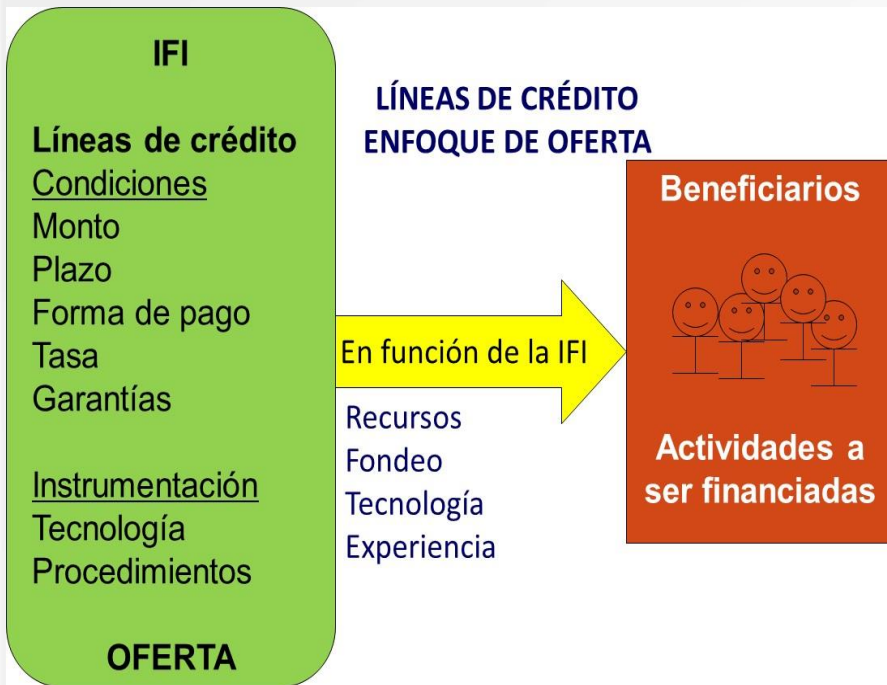 IFI
Líneas de crédito
Condiciones
Monto
Plazo
Forma de pago
Tasa
Garantías
Instrumentación
Tecnología
Procedimientos
OFERTA
LÍNEAS DE CRÉDITO
ENFOQUE DE OFERTA
En función de la IFI
Recursos
Fondeo
Tecnología
Experiencia
Beneficiarios
Actividades a
ser financiadas